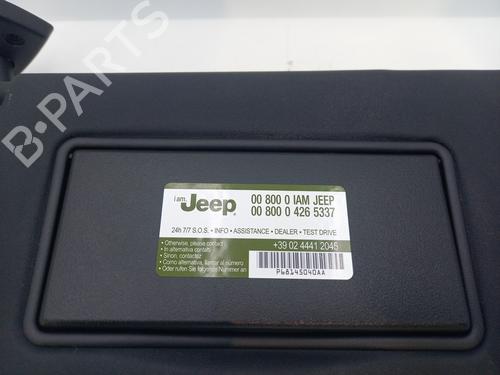 B-PARTS
I am.
Jeep®
00 800 0 IAM JEEP
00 800 0 426 5337
24h 7/7 S.O.S. • INFO • ASSISTANCE • DEALER • TEST DRIVE
• Otherwise, please contact
• In alternativa contatti
• Sinon, contactez
• Como alternativa, llamar al número
• Oder rufen Sie folgende Nummer an
+39 02 4441 2045
P68145040AA